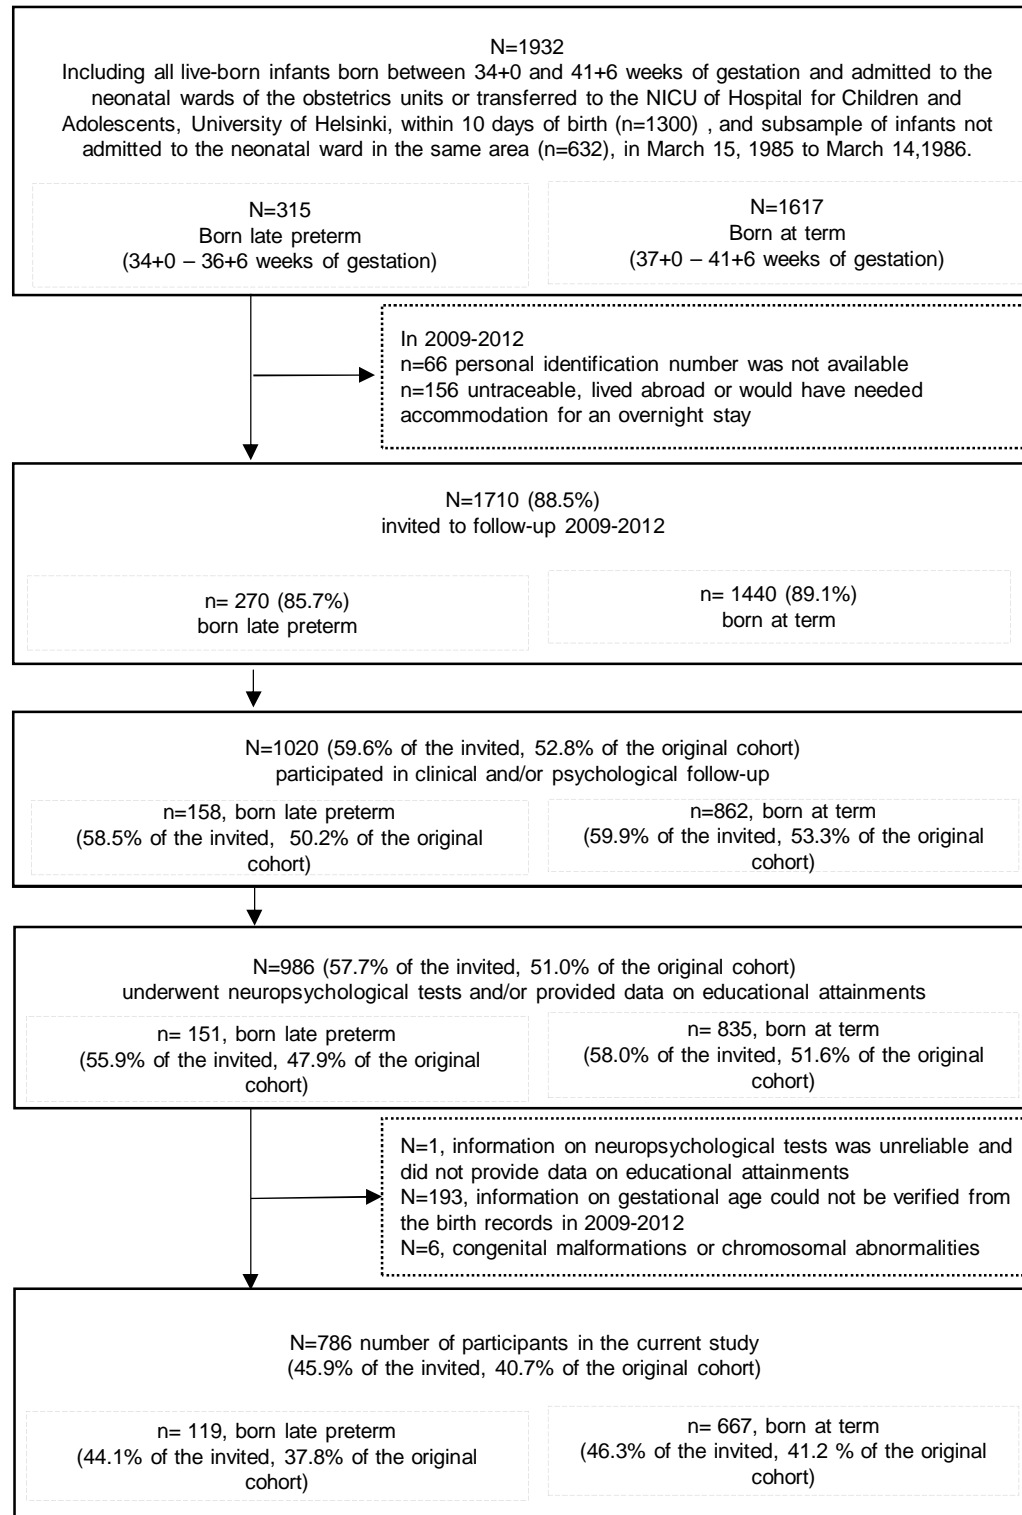 N=1932
Including all live-born infants born between 34+0 and 41+6 weeks of gestation and admitted to the
neonatal wards of the obstetrics units or transferred to the NICU of Hospital for Children and
Adolescents, University of Helsinki, within 10 days of birth (n=1300) , and subsample of infants not
admitted to the neonatal ward in the same area (n=632), in March 15, 1985 to March 14,1986.
N=315
Born late preterm
(34+0 – 36+6 weeks of gestation)
N=1617
Born at term
(37+0 – 41+6 weeks of gestation)
In 2009-2012
n=66 personal identification number was not available
n=156 untraceable, lived abroad or would have needed
accommodation for an overnight stay
N=1710 (88.5%)
invited to follow-up 2009-2012
n= 270 (85.7%)
born late preterm
n= 1440 (89.1%)
born at term
N=1020 (59.6% of the invited, 52.8% of the original cohort)
participated in clinical and/or psychological follow-up
n=158, born late preterm
(58.5% of the invited, 50.2% of the original
cohort)
n=862, born at term
(59.9% of the invited, 53.3% of the original
cohort)
N=986 (57.7% of the invited, 51.0% of the original cohort)
underwent neuropsychological tests and/or provided data on educational attainments
n= 151, born late preterm
(55.9% of the invited, 47.9% of the original
cohort)
n= 835, born at term
(58.0% of the invited, 51.6% of the original
cohort)
N=1, information on neuropsychological tests was unreliable and
did not provide data on educational attainments
N=193, information on gestational age could not be verified from
the birth records in 2009-2012
N=6, congenital malformations or chromosomal abnormalities
N=786 number of participants in the current study
(45.9% of the invited, 40.7% of the original cohort)
n= 119, born late preterm
(44.1% of the invited, 37.8% of the original
cohort)
n= 667, born at term
(46.3% of the invited, 41.2 % of the original
cohort)